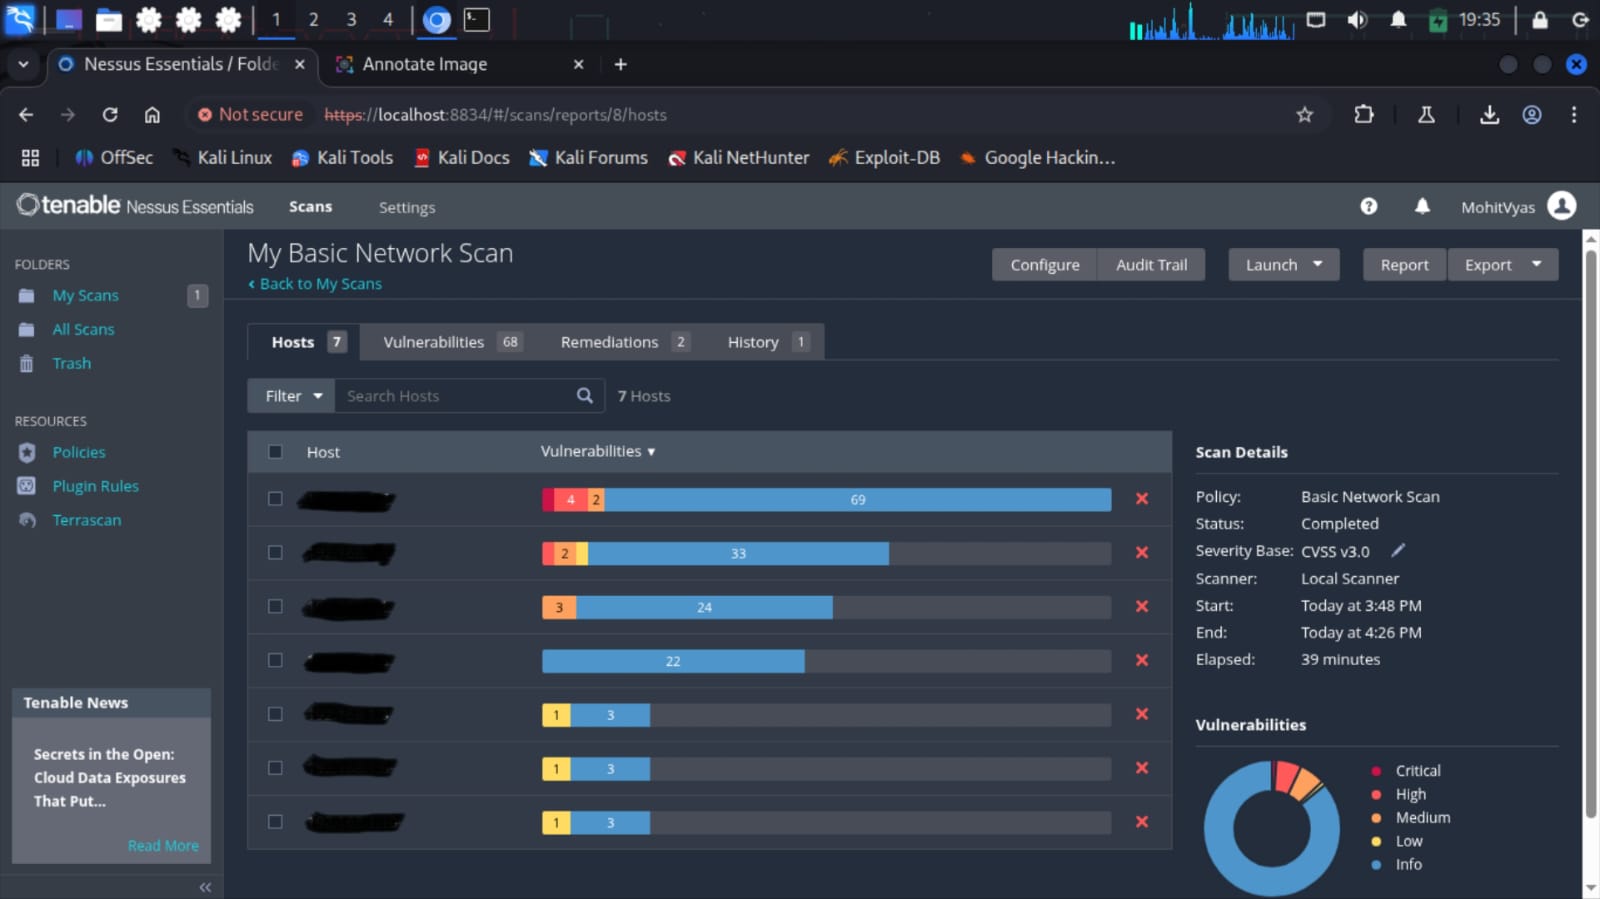 1 2 3 4 19:35
Nessus Essentials / Folde
Annotate Image
Not secure https://localhost:8834/#/scans/reports/8/hosts
OffSec Kali Linux Kali Tools Kali Docs Kali Forums Kali NetHunter Exploit-DB Google Hackin...
tenable Nessus Essentials Scans Settings MohitVyas
FOLDERS
My Scans 1
All Scans
Trash
RESOURCES
Policies
Plugin Rules
Terrascan
Tenable News
Secrets in the Open:
Cloud Data Exposures
That Put...
Read More
My Basic Network Scan
Back to My Scans
Configure Audit Trail Launch Report Export
Hosts 7 Vulnerabilities 68 Remediations 2 History 1
Filter Search Hosts 7 Hosts
Host Vulnerabilities
4 2 69
2 33
3 24
22
1 3
1 3
1 3
Scan Details
Policy: Basic Network Scan
Status: Completed
Severity Base: CVSS v3.0
Scanner: Local Scanner
Start: Today at 3:48 PM
End: Today at 4:26 PM
Elapsed: 39 minutes
Vulnerabilities
Critical
High
Medium
Low
Info